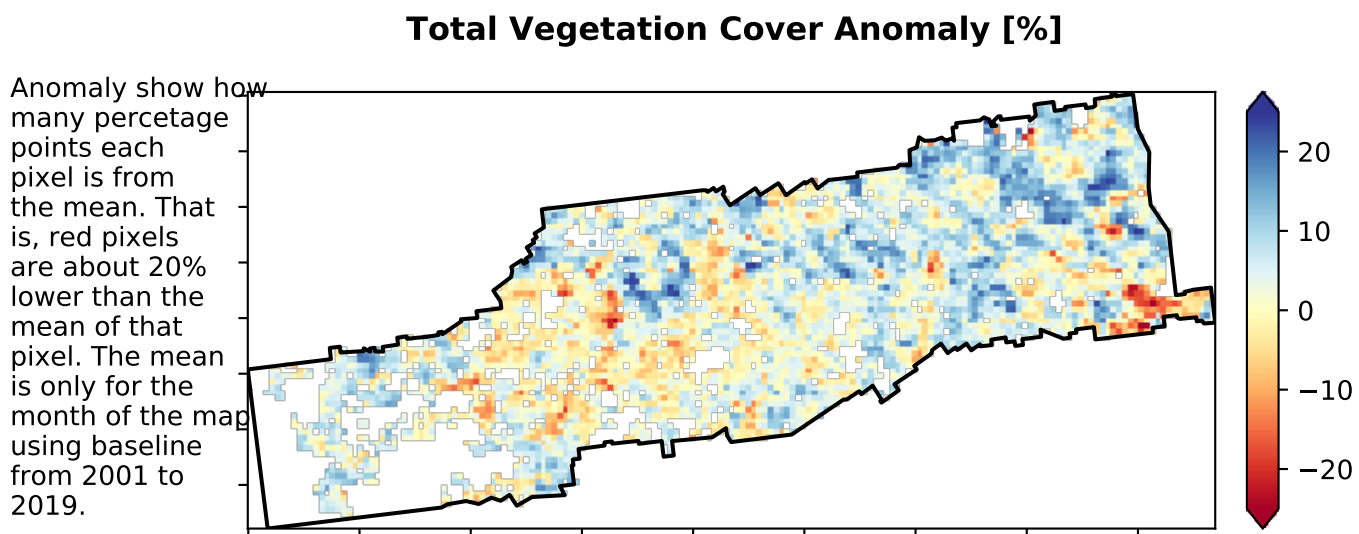 Total Vegetation Cover Anomaly [%]
Anomaly show how
many percetage
points each
pixel is from
the mean. That
is, red pixels
are about 20%
lower than the
mean of that
pixel. The mean
is only for the
month of the map
using baseline
from 2001 to
2019.
20
10
0
−10
−20